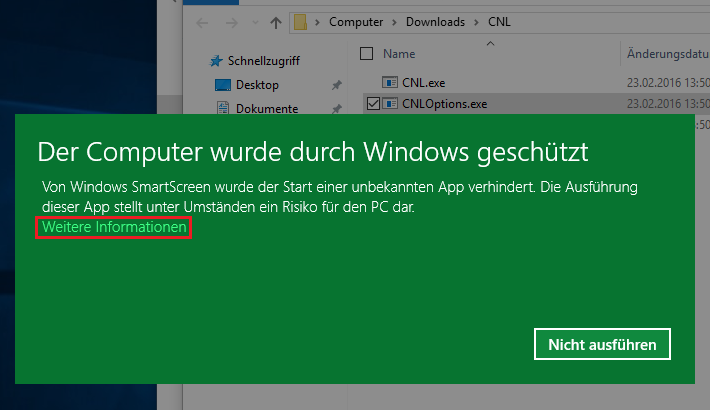 Computer > Downloads > CNL
Name Änderungsdatu
Schnellzugriff
Desktop
Dokumente
CNL.exe 23.02.2016 13:50
CNLOptions.exe 23.02.2016 13:50
:50
Der Computer wurde durch Windows geschützt
Von Windows SmartScreen wurde der Start einer unbekannten App verhindert. Die Ausführung
dieser App stellt unter Umständen ein Risiko für den PC dar.
Weitere Informationen
Nicht ausführen